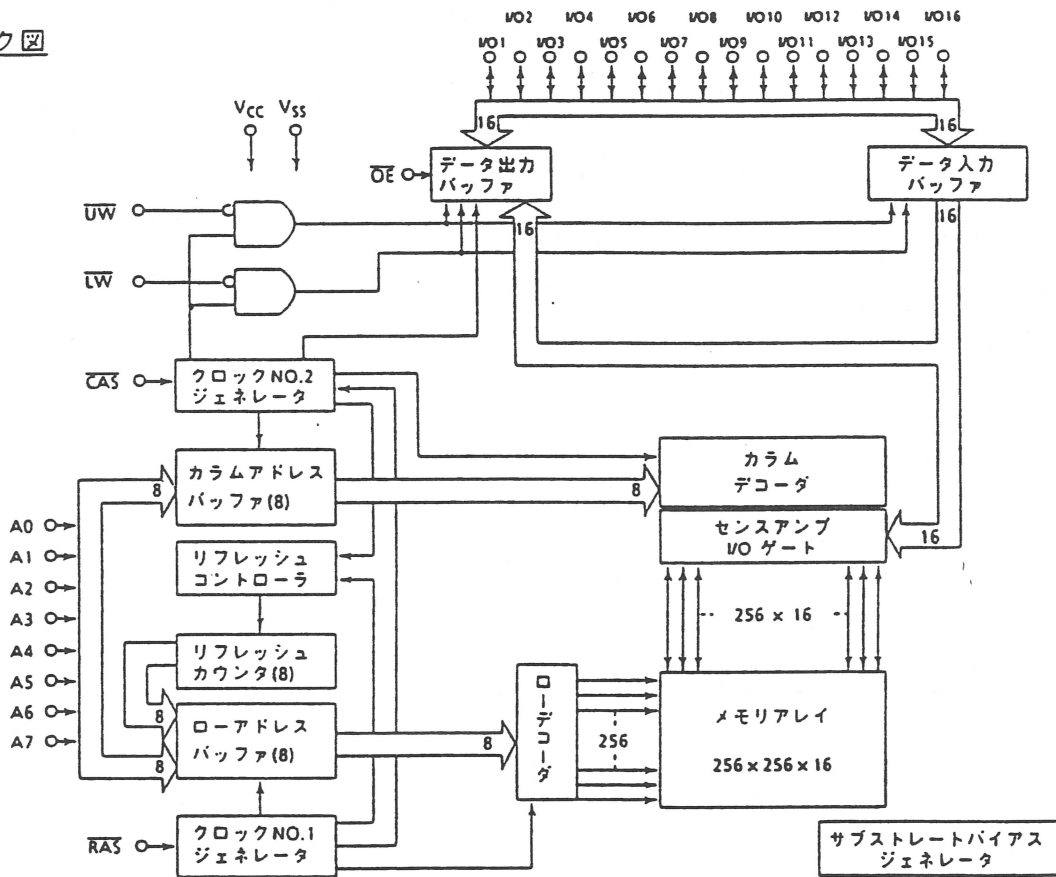 ク図
I/O2 I/O4 I/O6 I/O8 I/O10 I/O12 I/O14 I/O16
I/O1 I/O3 I/O5 I/O7 I/O9 I/O11 I/O13 I/O15
VCC VSS
16
16
OE
データ出力
バッファ
データ入力
バッファ
UW
16
16
LW
CAS
クロックNO.2
ジェネレータ
カラムアドレス
バッファ(8)
8
8
カラム
デコーダ
センスアンプ
I/Oゲート
16
A0
A1
A2
A3
A4
A5
A6
A7
リフレッシュ
コントローラ
256 × 16
リフレッシュ
カウンタ(8)
8
ローアドレス
バッファ(8)
8
8
ローデコーダ
256
メモリアレイ
256×256×16
RAS
クロックNO.1
ジェネレータ
サブストレートバイアス
ジェネレータ